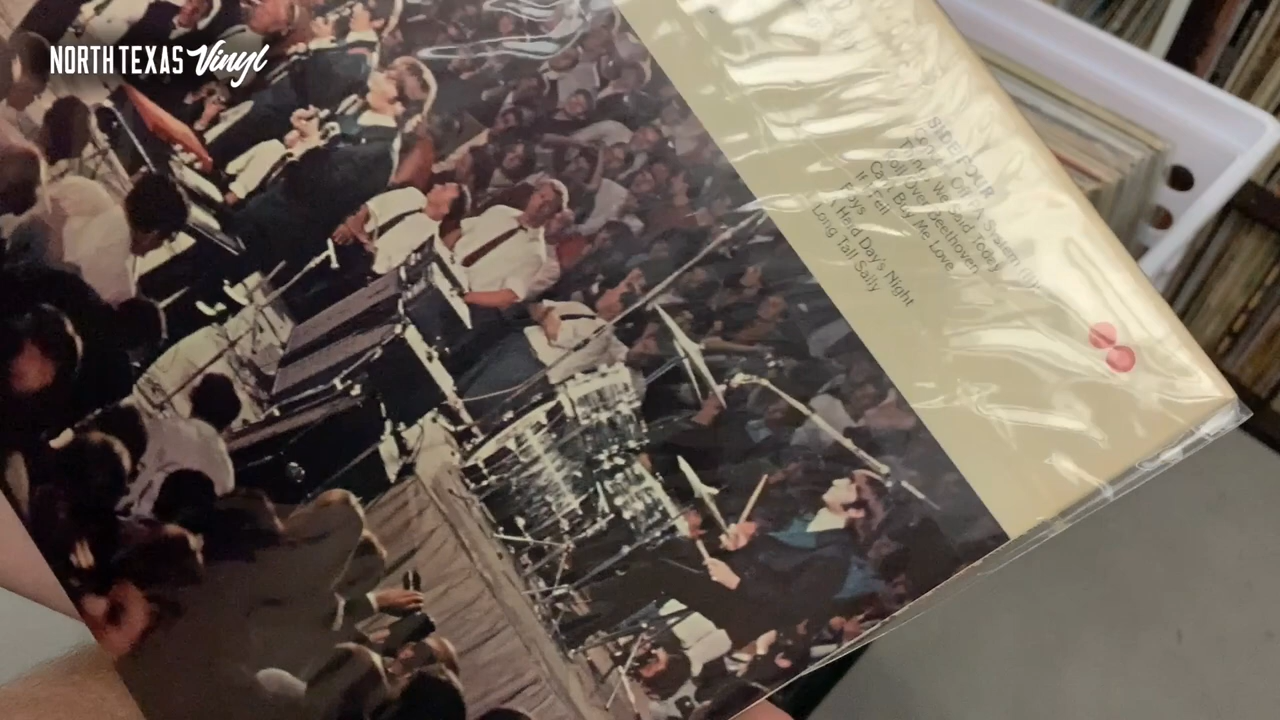 NORTH TEXAS Vinyl
SIDE FOUR
Things We Said Today
Roll Over Beethoven
Can't Buy Me Love
If I Fell
Boys
A Hard Day's Night
Long Tall Sally